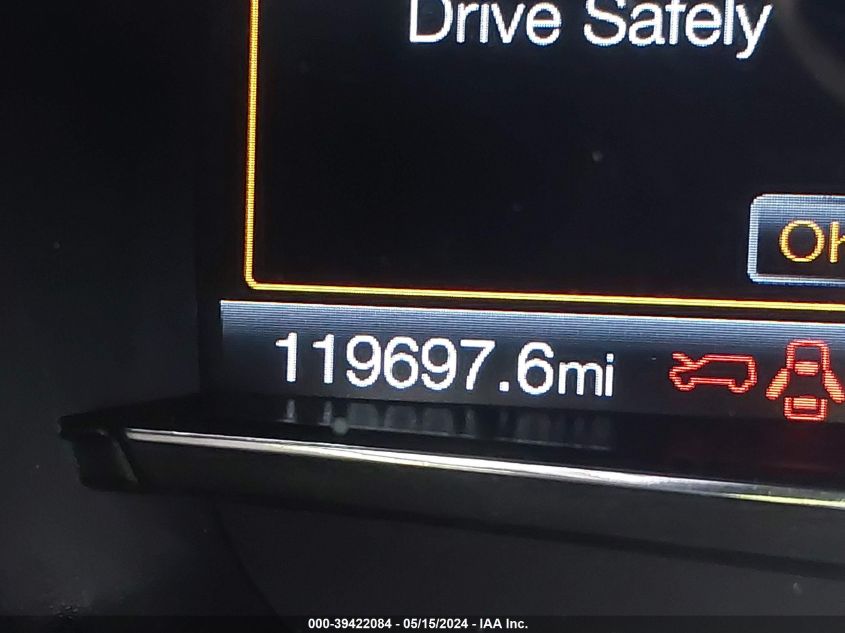 Drive Safely
119697.6mi
000-39422084 - 05/15/2024 - IAA Inc.